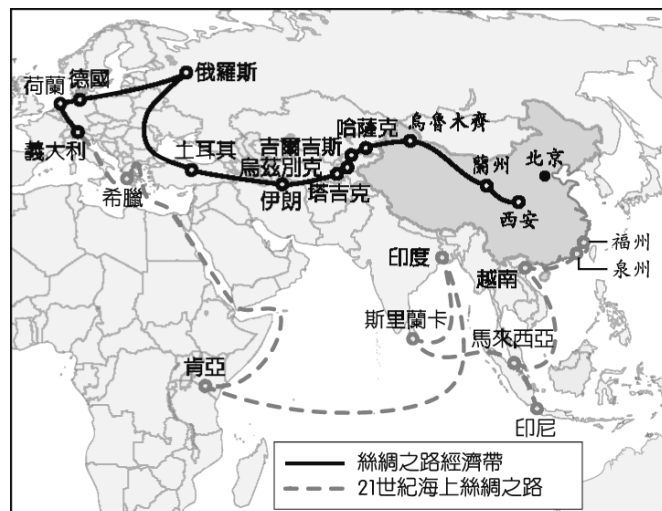 俄羅斯
荷蘭
德國
義大利
希臘
土耳其
伊朗
烏茲別克
塔吉克
吉爾吉斯
哈薩克
烏魯木齊
蘭州
北京
西安
福州
泉州
印度
越南
斯里蘭卡
馬來西亞
肯亞
印尼
絲綢之路經濟帶
21世紀海上絲綢之路